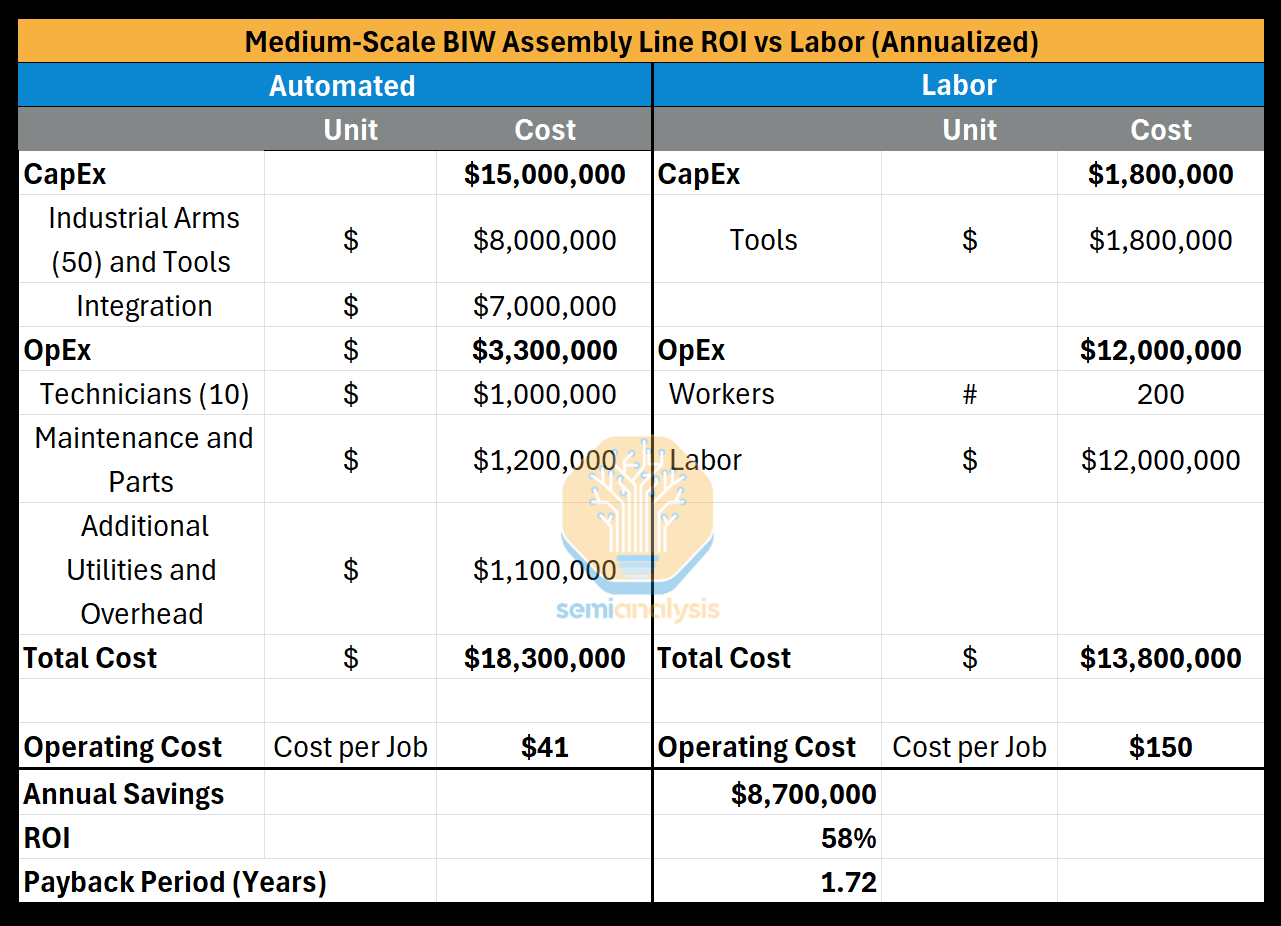 Medium-Scale BIW Assembly Line ROI vs Labor (Annualized)
Automated Labor
Unit Cost Unit Cost
CapEx $15,000,000 CapEx $1,800,000
Industrial Arms
(50) and Tools $ $8,000,000 Tools $ $1,800,000
Integration $ $7,000,000
OpEx $ $3,300,000 OpEx $12,000,000
Technicians (10) $ $1,000,000 Workers # 200
Maintenance and
Parts $ $1,200,000 Labor $ $12,000,000
Additional
Utilities and $ $1,100,000
Overhead
semianalysis
Total Cost $ $18,300,000 Total Cost $ $13,800,000
Operating Cost Cost per Job $41 Operating Cost Cost per Job $150
Annual Savings $8,700,000
ROI 58%
Payback Period (Years) 1.72